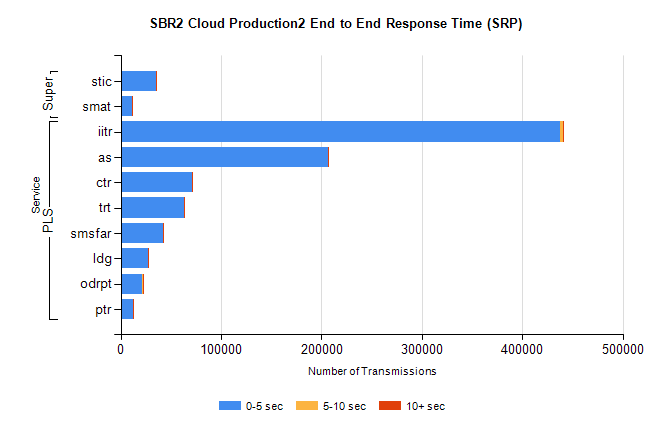 SBR2 Cloud Production2 End to End Response Time (SRP)
Service
Super
PLS
stic
smat
iitr
as
ctr
trt
smsfar
ldg
odrpt
ptr
0 100000 200000 300000 400000 500000
Number of Transmissions
0-5 sec 5-10 sec 10+ sec